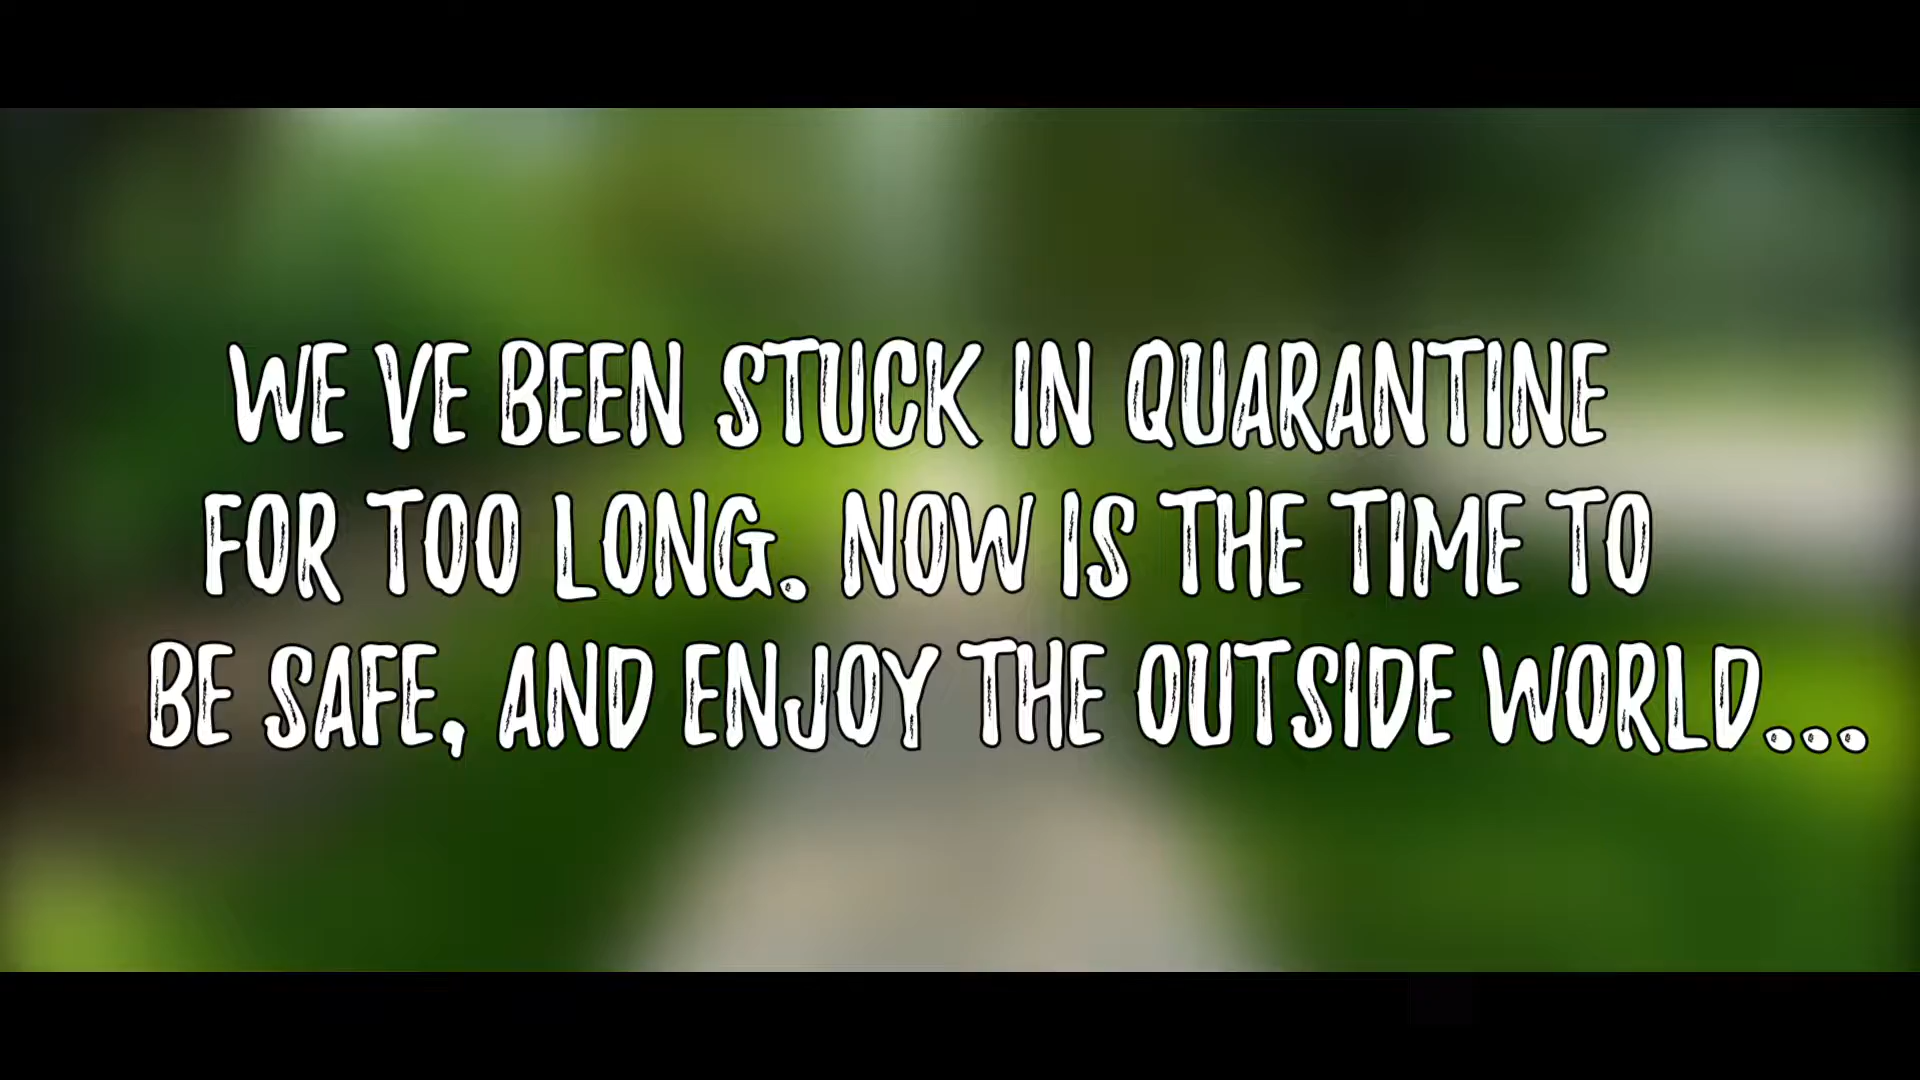 WE VE BEEN STUCK IN QUARANTINE
FOR TOO LONG. NOW IS THE TIME TO
BE SAFE, AND ENJOY THE OUTSIDE WORLD...